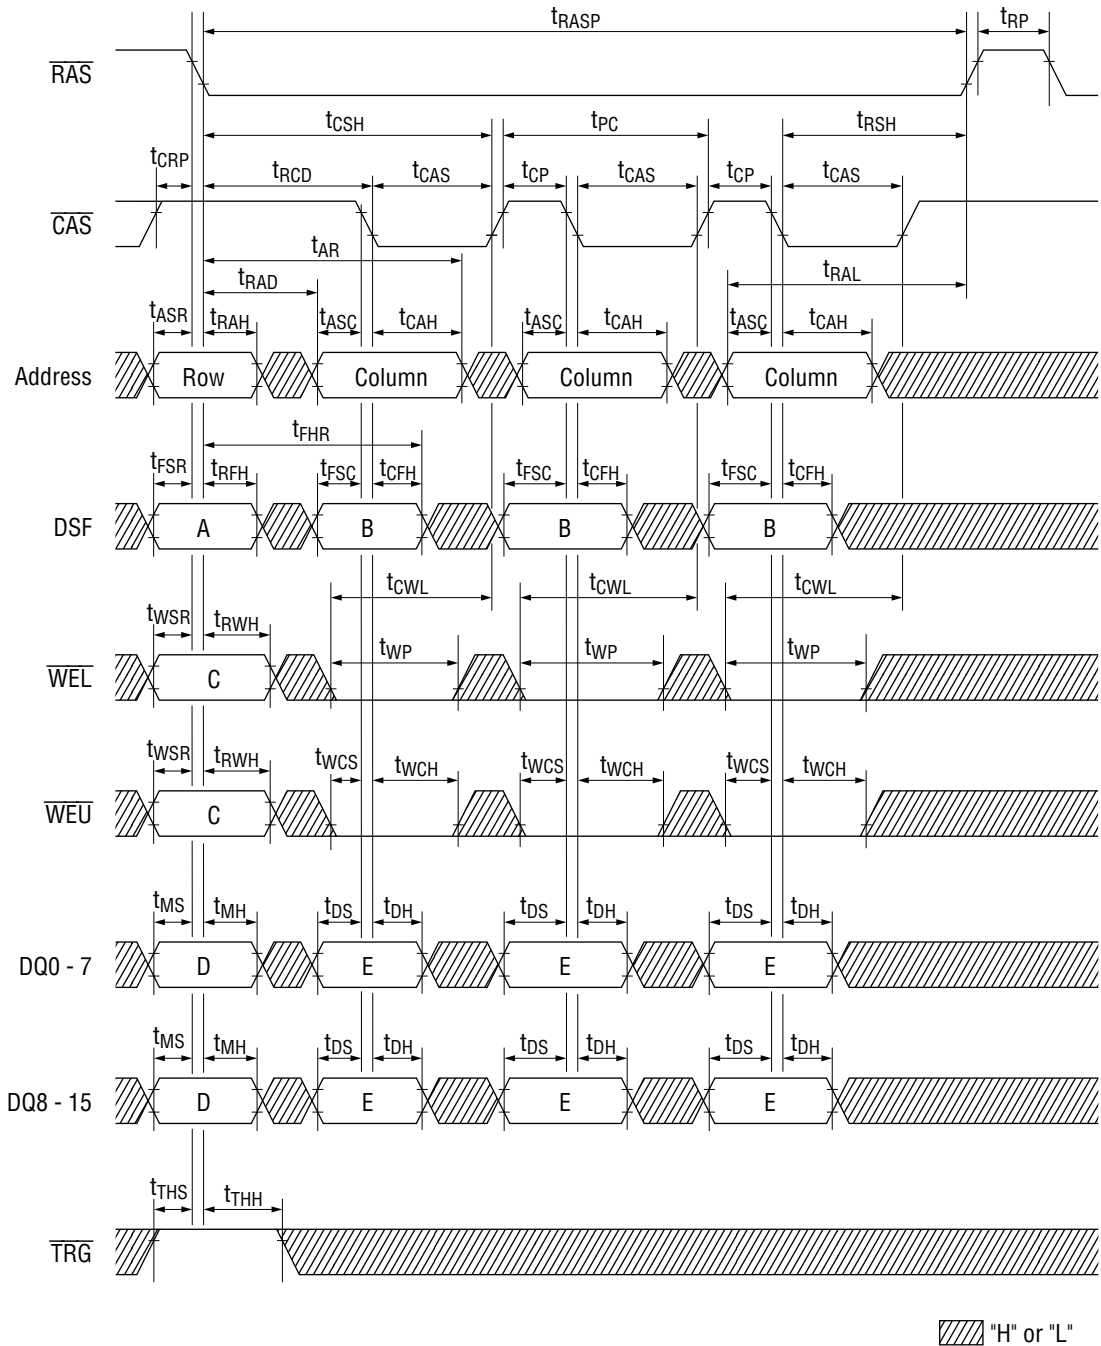 tRASP tRP
RAS
tCSH tPC tRSH
tCRP tRCD tCAS tCP tCAS tCP tCAS
CAS
tAR
tRAD tRAL
tASR tRAH tASC tCAH tASC tCAH tASC tCAH
Address Row Column Column Column
tFHR
tFSR tRFH tFSC tCFH tFSC tCFH tFSC tCFH
DSF A B B B
tCWL tCWL tCWL
tWSR tRWH tWP tWP tWP
WEL C
tWSR tRWH tWCS tWCH tWCS tWCH tWCS tWCH
WEU C
tMS tMH tDS tDH tDS tDH tDS tDH
DQ0 - 7 D E E E
tMS tMH tDS tDH tDS tDH tDS tDH
DQ8 - 15 D E E E
tTHS tTHH
TRG
"H" or "L"